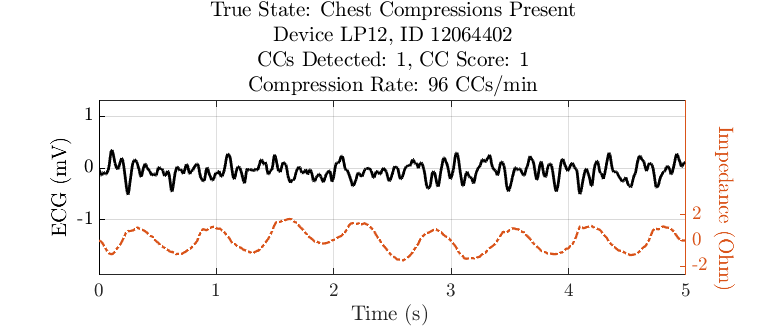 True State: Chest Compressions Present
Device LP12, ID 12064402
CCs Detected: 1, CC Score: 1
Compression Rate: 96 CCs/min
1
0
-1
ECG (mV)
2
0
-2
Impedance (Ohm)
0 1 2 3 4 5
Time (s)